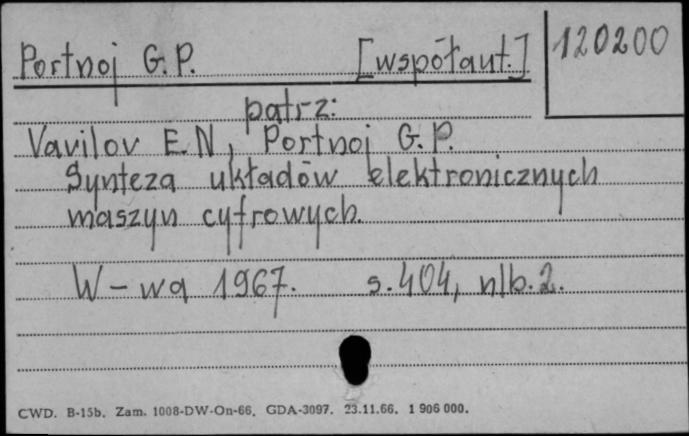 Portnoj G.P. [współaut.] 120200
patrz:
Vavilov E.N, Portnoj G.P.
Synteza układów elektronicznych
maszyn cyfrowych.
W-wa 1967. s.404, nlb.2.
CWD. B-15b. Zam. 1008-DW-On-66. GDA-3097. 23.11.66. 1 906 000.